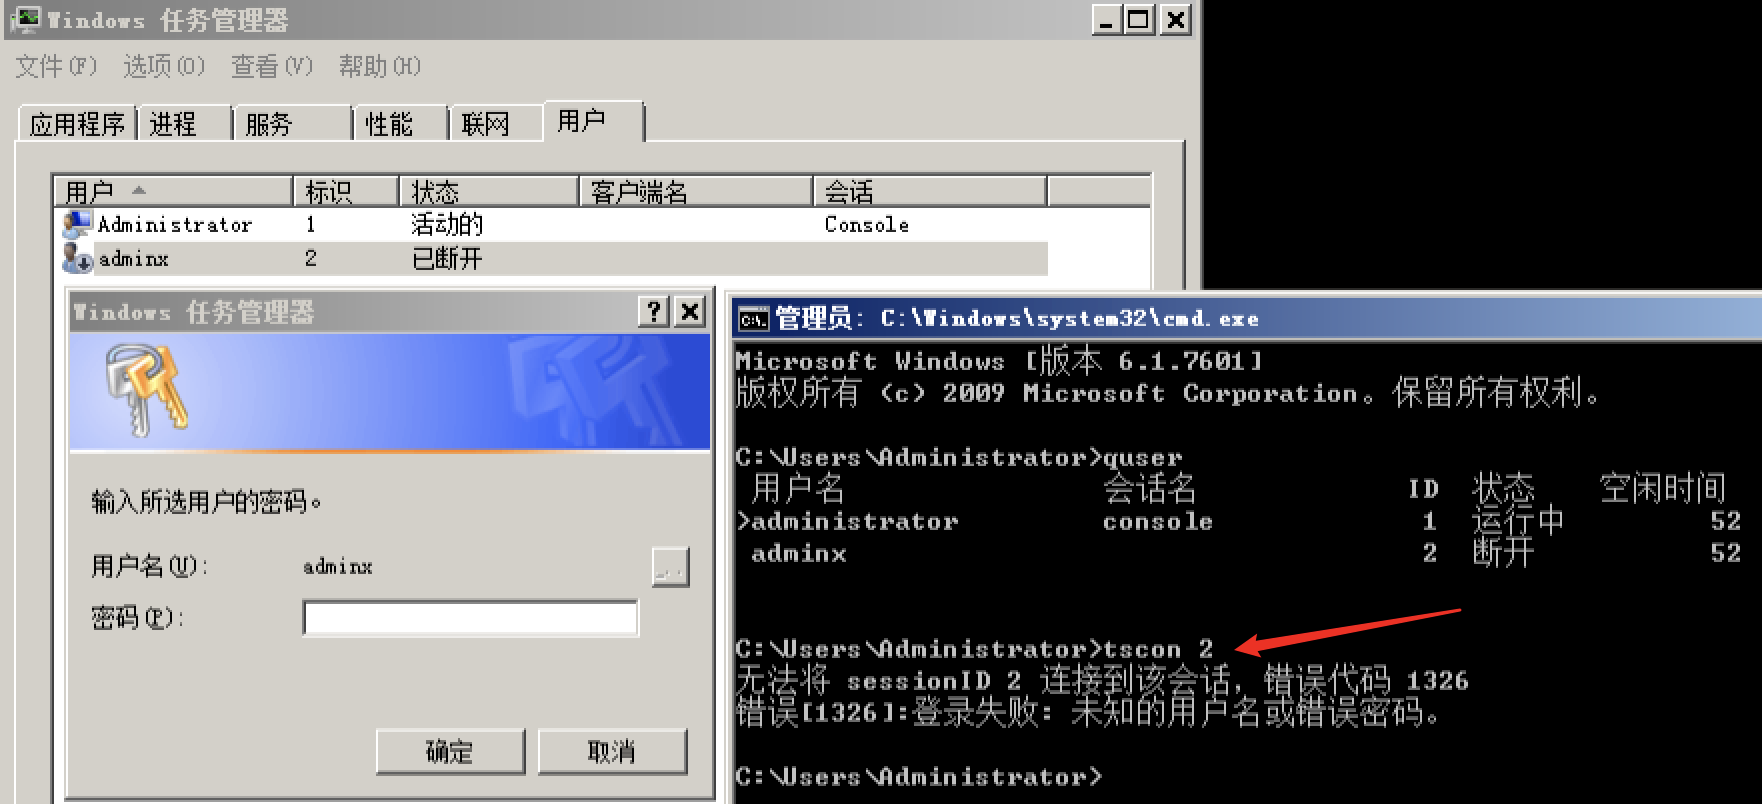 Windows 任务管理器
文件(F) 选项(O) 查看(V) 帮助(H)
应用程序 进程 服务 性能 联网 用户
用户 标识 状态 客户端名 会话
Administrator 1 活动的 Console
adminx 2 已断开
Windows 任务管理器
输入所选用户的密码。
用户名(U): adminx
密码(P):
确定 取消
管理员: C:\Windows\system32\cmd.exe
Microsoft Windows [版本 6.1.7601]
版权所有 (c) 2009 Microsoft Corporation。保留所有权利。
C:\Users\Administrator>quser
用户名 会话名 ID 状态 空闲时间
>administrator console 1 运行中 52
adminx 2 断开 52
C:\Users\Administrator>tscon 2
无法将 sessionID 2 连接到该会话, 错误代码 1326
错误[1326]:登录失败: 未知的用户名或错误密码。
C:\Users\Administrator>